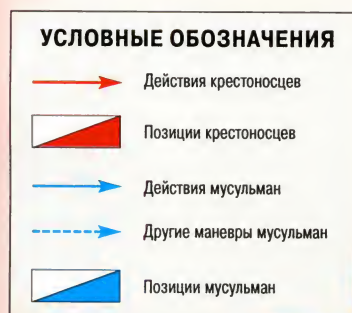 УСЛОВНЫЕ ОБОЗНАЧЕНИЯ
Действия крестоносцев
Позиции крестоносцев
Действия мусульман
Другие маневры мусульман
Позиции мусульман